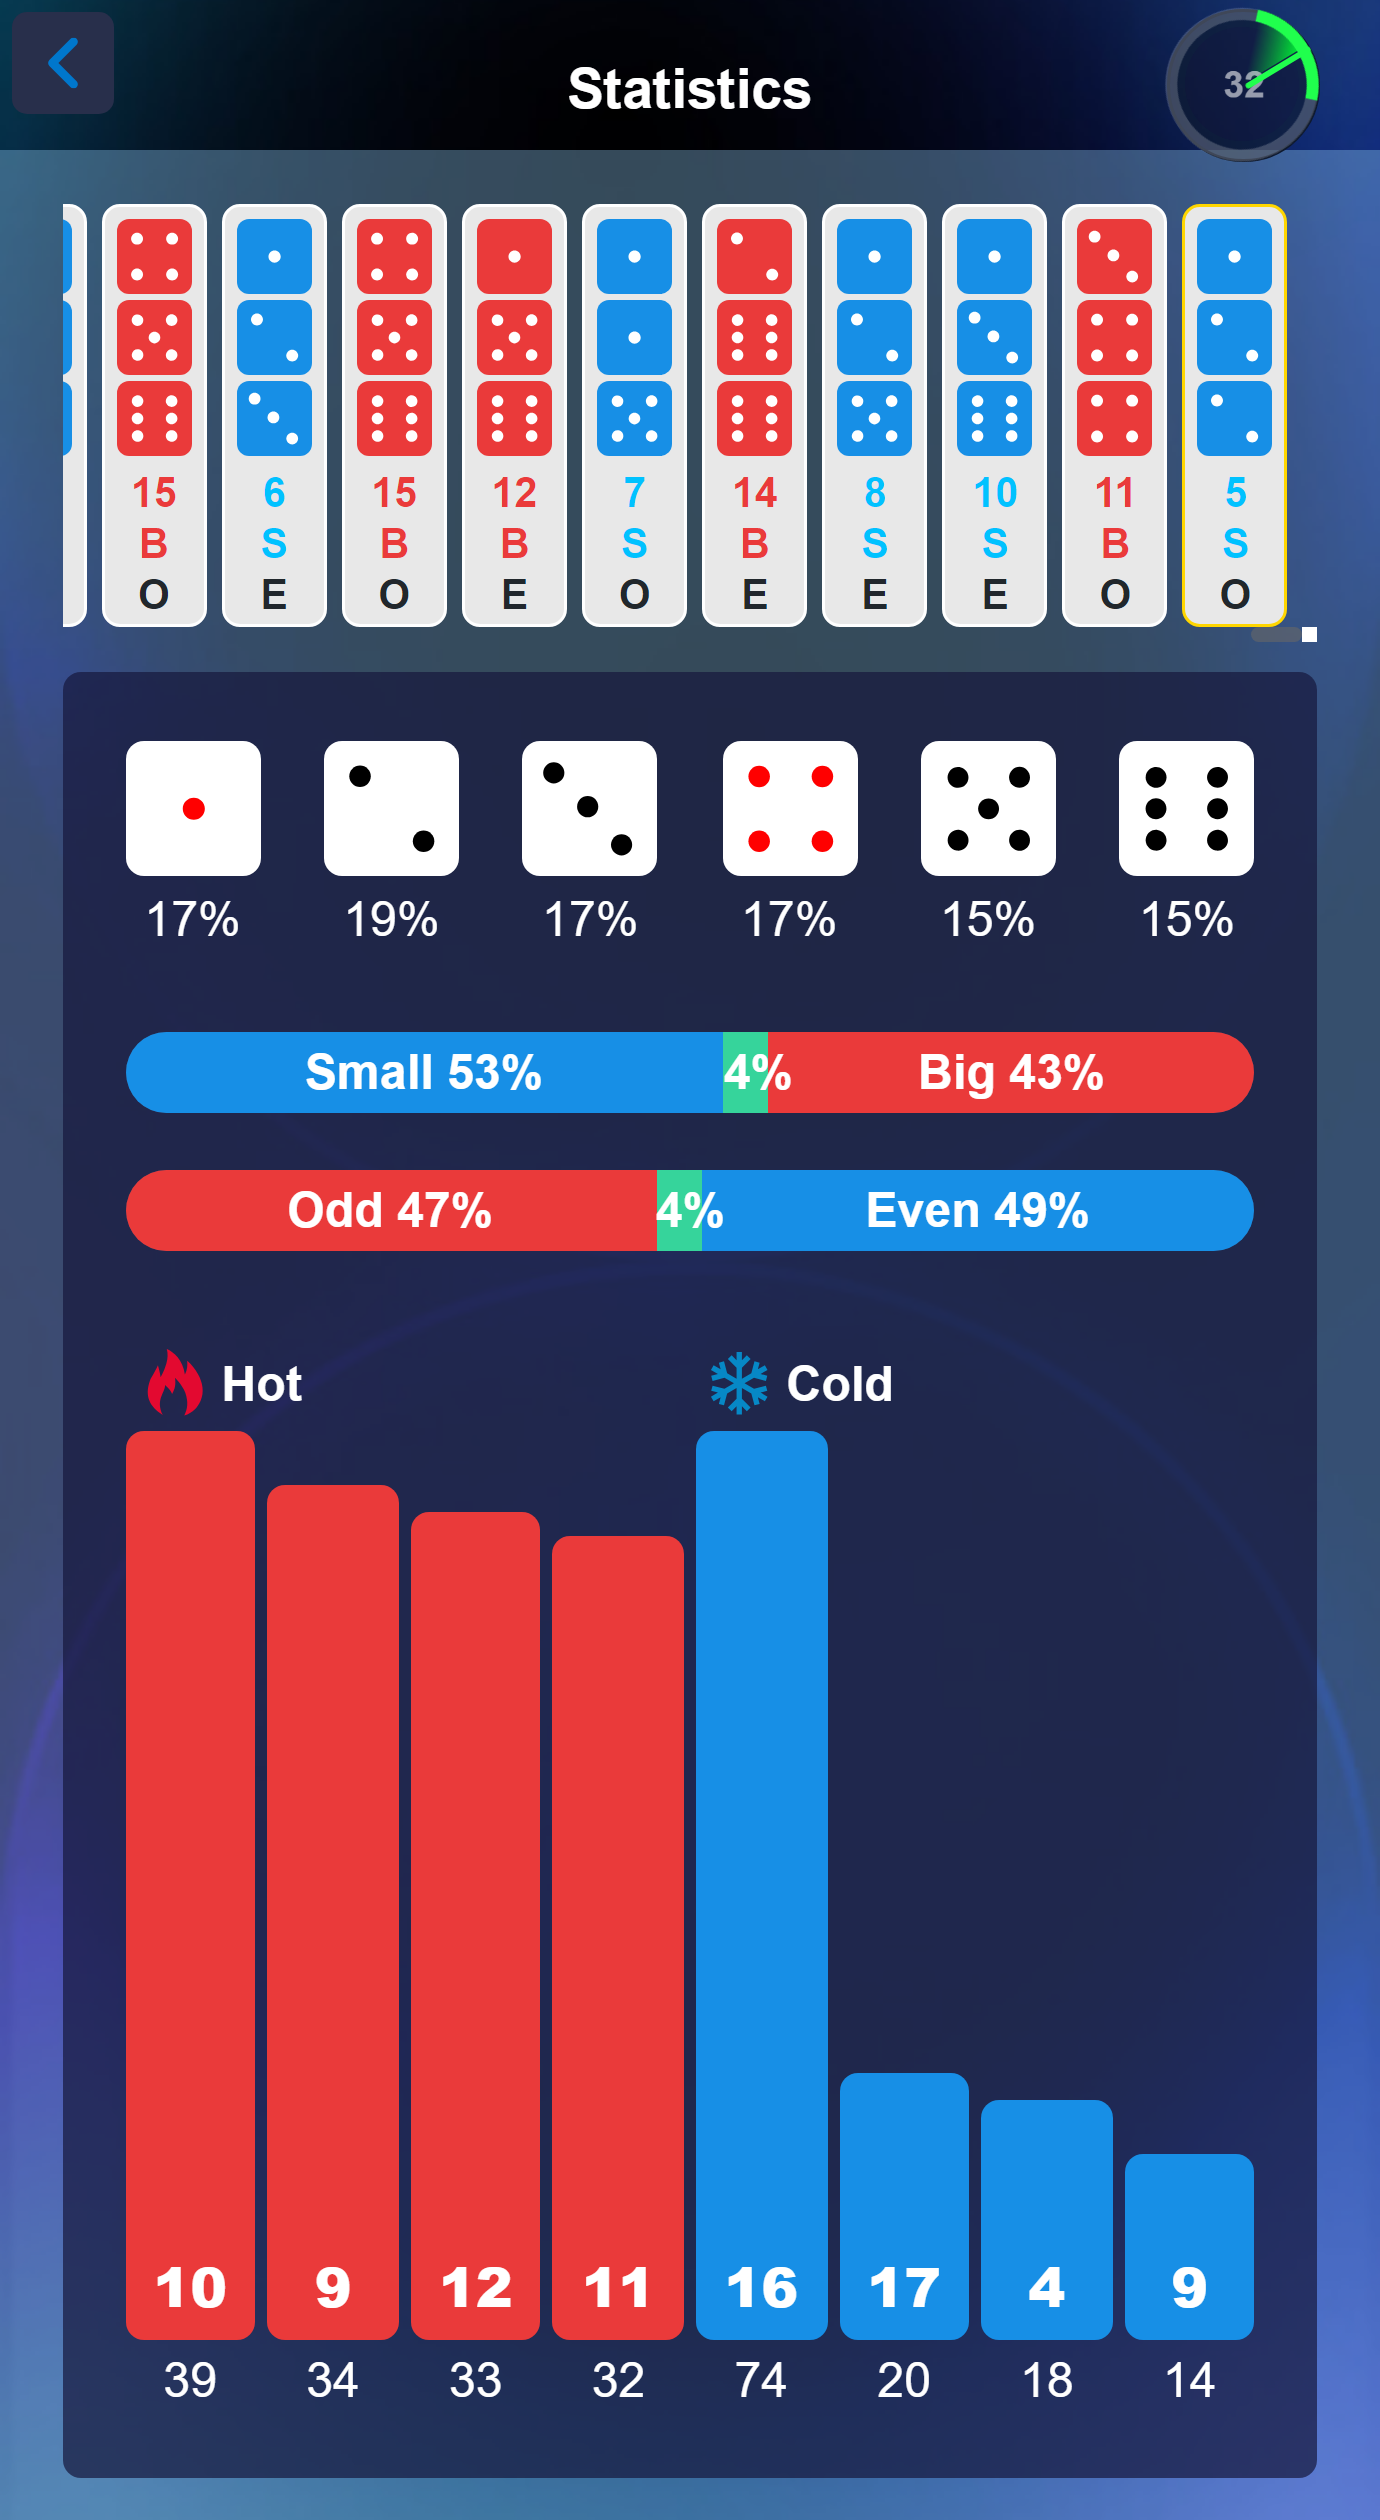 Statistics
32
15 6 15 12 7 14 8 10 11 5
B S B B S B S S B S
O E O E O E E E O O
17% 19% 17% 17% 15% 15%
Small 53% 4% Big 43%
Odd 47% 4% Even 49%
Hot Cold
10 9 12 11 16 17 4 9
39 34 33 32 74 20 18 14